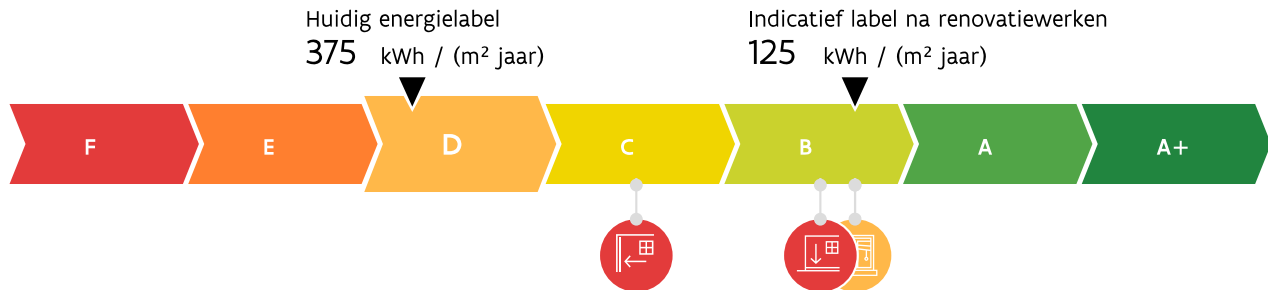 Huidig energielabel
375 kWh / (m² jaar)
Indicatief label na renovatiewerken
125 kWh / (m² jaar)
F E D C B A A+